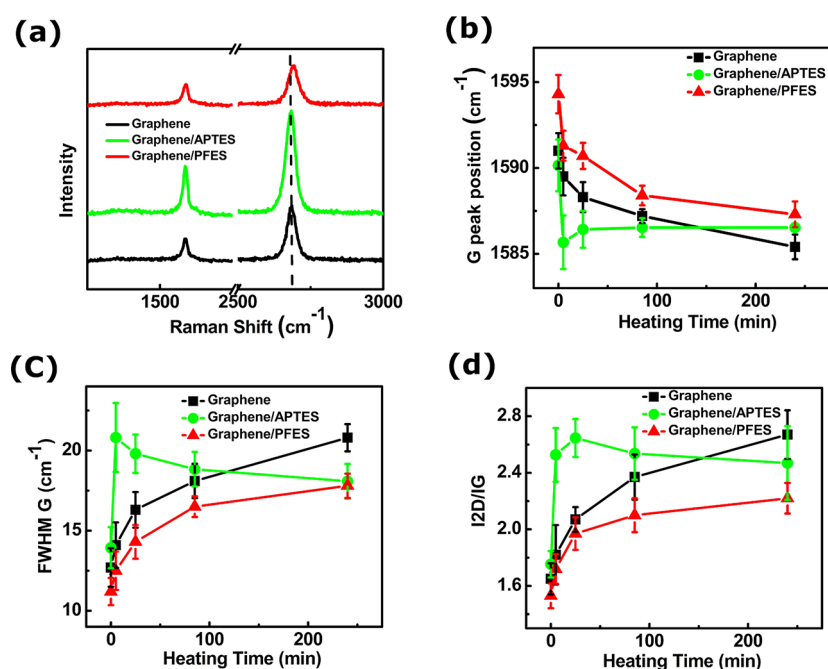 (a)
Intensity
Graphene
Graphene/APTES
Graphene/PFES
1500
2500
3000
Raman Shift (cm-1)
(b)
G peak position (cm-1)
1595
1590
1585
Graphene
Graphene/APTES
Graphene/PFES
0
100
200
Heating Time (min)
(C)
FWHM G (cm-1)
20
15
10
Graphene
Graphene/APTES
Graphene/PFES
0
100
200
Heating Time (min)
(d)
I2D/IG
2.8
2.4
2.0
1.6
Graphene
Graphene/APTES
Graphene/PFES
0
100
200
Heating Time (min)